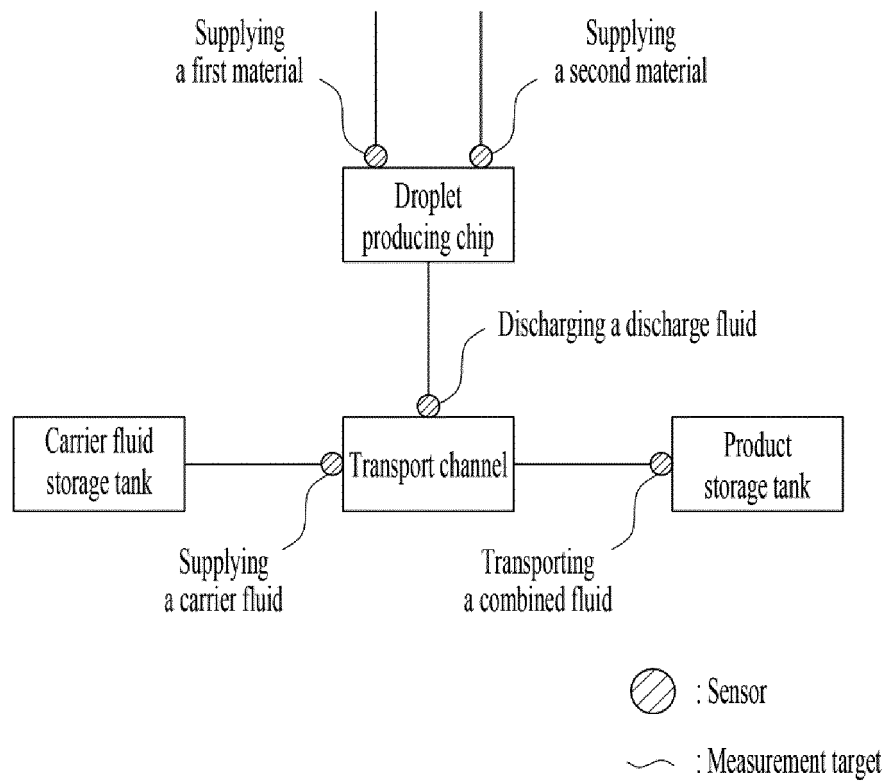 Supplying
a first material
Supplying
a second material
Droplet
producing chip
Discharging a discharge fluid
Carrier fluid
storage tank
Transport channel
Product
storage tank
Supplying
a carrier fluid
Transporting
a combined fluid
: Sensor
: Measurement target